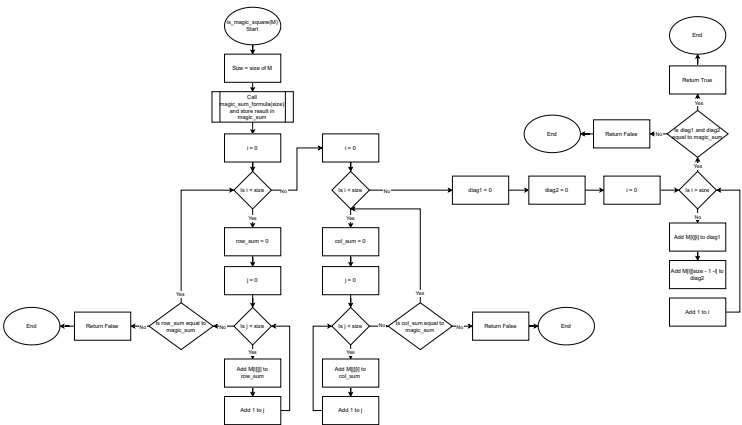 is_magic_square(M)
Start
Size = size of M
Call
magic_sum_formula(size)
and store result in
magic_sum
i = 0
Is i < size
No
Yes
row_sum = 0
j = 0
Is j < size
No
Yes
Add M[i][j] to
row_sum
Add 1 to j
Is row_sum equal to
magic_sum
Yes
No
Return False
End
i = 0
Is i < size
No
Yes
col_sum = 0
j = 0
Is j < size
No
Yes
Add M[j][i] to
col_sum
Add 1 to j
Is col_sum equal to
magic_sum
Yes
No
Return False
End
diag1 = 0
diag2 = 0
i = 0
Is i > size
No
Yes
Add M[i][i] to diag1
Add M[i][size - 1 -i] to
diag2
Add 1 to i
Is diag1 and diag2
equal to magic_sum
No
Return False
End
Yes
Return True
End